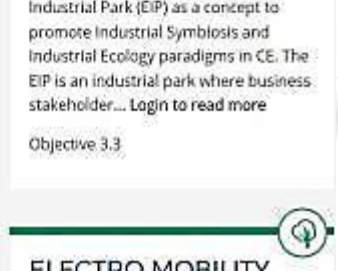 Industrial Park (EIP) as a concept to
promote Industrial Symbiosis and
Industrial Ecology paradigms in CE. The
EIP is an industrial park where business
stakeholder... Login to read more
Objective 3.3
ELECTRO MOBILITY